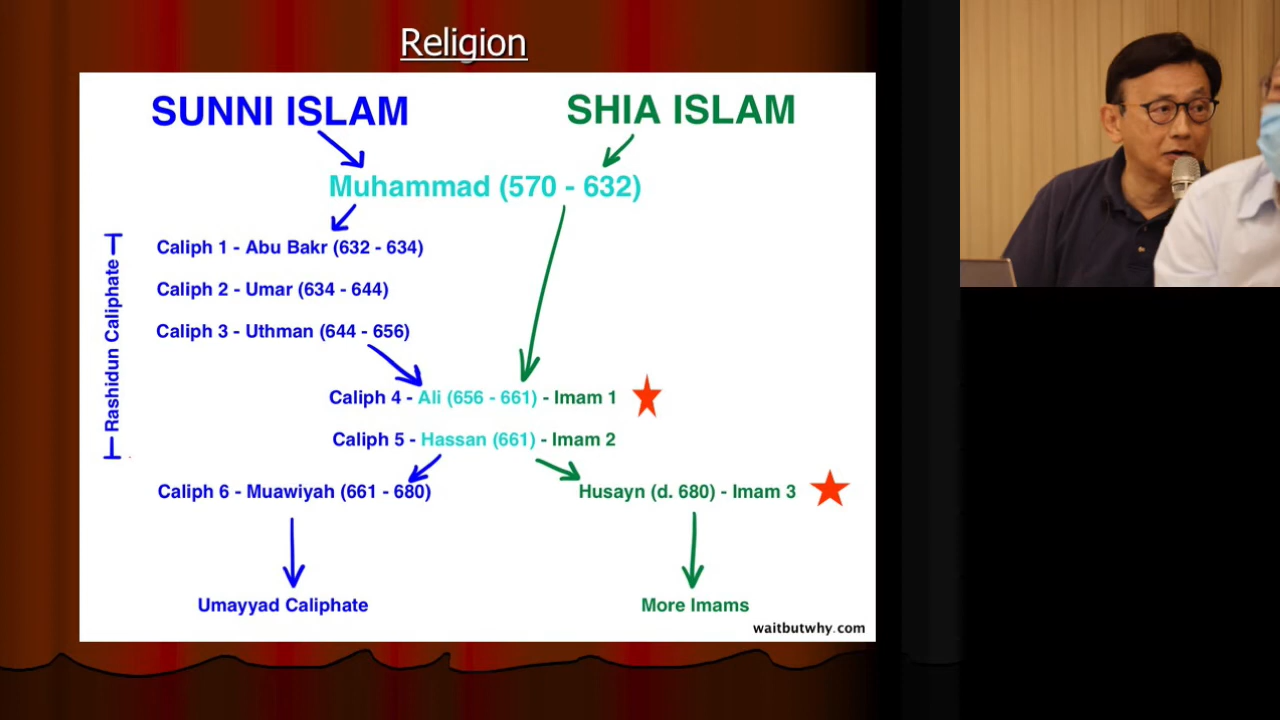 Religion
SUNNI ISLAM
SHIA ISLAM
Muhammad (570 - 632)
Rashidun Caliphate
Caliph 1 - Abu Bakr (632 - 634)
Caliph 2 - Umar (634 - 644)
Caliph 3 - Uthman (644 - 656)
Caliph 4 - Ali (656 - 661) - Imam 1
Caliph 5 - Hassan (661) - Imam 2
Caliph 6 - Muawiyah (661 - 680)
Husayn (d. 680) - Imam 3
Umayyad Caliphate
More Imams
waitbutwhy.com